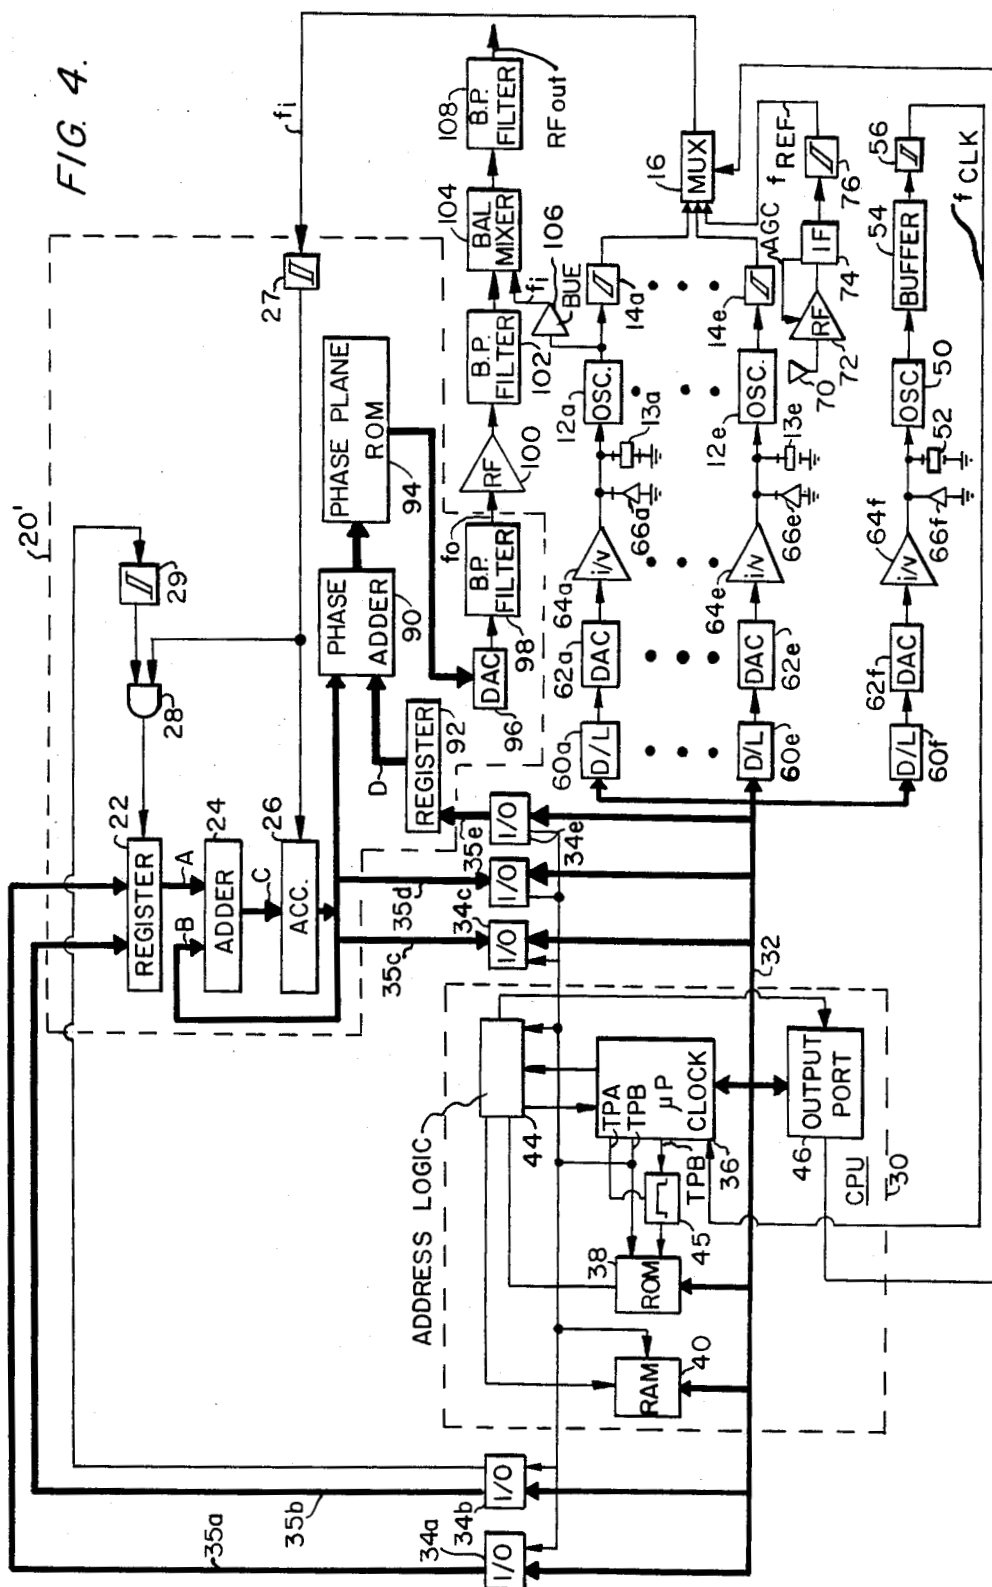 FIG. 4.
20'
fi
27
29
28
22
REGISTER
A
B
24
ADDER
C
26
ACC.
PHASE
ADDER
90
PHASE PLANE
ROM
94
D
REGISTER
92
DAC
96
B.P.
FILTER
98
fo
RF
100
B.P.
FILTER
102
BAL
MIXER
104
fi
BUE
106
B.P.
FILTER
108
RF out
35a
35b
35c
35d
35e
34a
I/O
34b
I/O
34c
I/O
I/O
34e
I/O
32
ADDRESS LOGIC
44
TPA
TPB
μP
CLOCK
36
TPB
45
38
ROM
RAM
40
46
OUTPUT
PORT
CPU
30
60a
D/L
62a
DAC
64a
i/v
66a
12a
OSC.
13a
14a
60e
D/L
62e
DAC
64e
i/v
66e
12e
OSC.
13e
14e
16
MUX
70
RF
72
AGC
IF
74
76
f REF
60f
D/L
62f
DAC
64f
i/v
66f
OSC.
50
52
54
BUFFER
56
f CLK